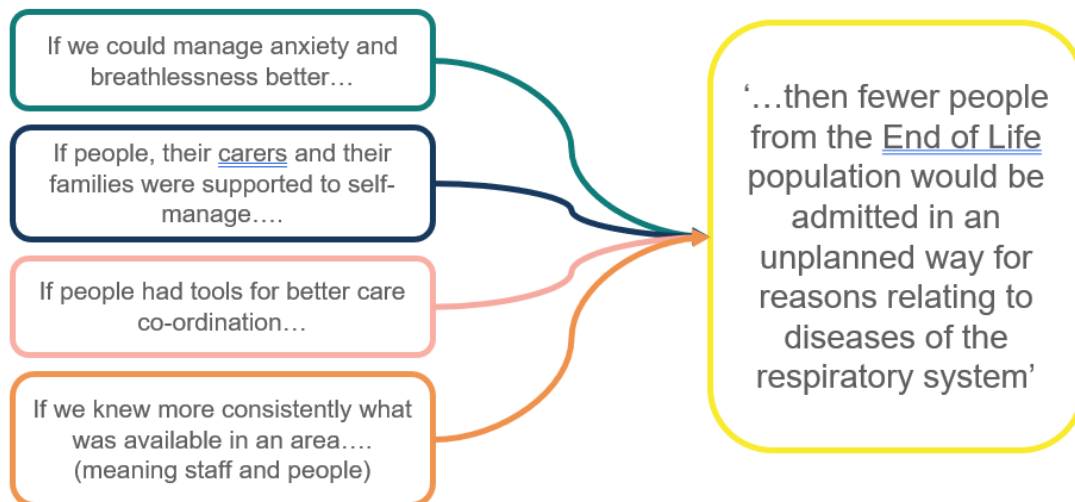 If we could manage anxiety and
breathlessness better…
If people, their carers and their
families were supported to self-
manage….
If people had tools for better care
co-ordination…
If we knew more consistently what
was available in an area….
(meaning staff and people)
‘…then fewer people
from the End of Life
population would be
admitted in an
unplanned way for
reasons relating to
diseases of the
respiratory system’